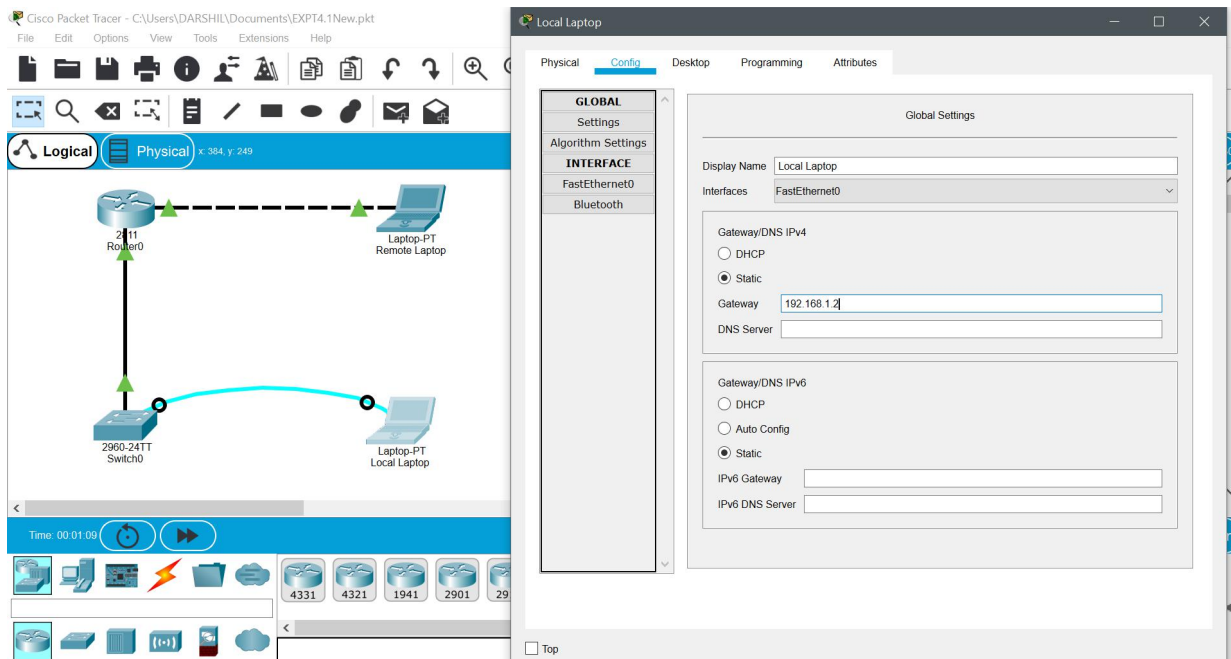 Cisco Packet Tracer - C:\Users\DARSHIL\Documents\EXPT4.1New.pkt
File Edit Options View Tools Extensions Help
Logical
Physical
x: 384, y: 249
2811
Router0
Laptop-PT
Remote Laptop
2960-24TT
Switch0
Laptop-PT
Local Laptop
Time: 00:01:09
4331 4321 1941 2901 29
Local Laptop
Physical Config Desktop Programming Attributes
GLOBAL
Settings
Algorithm Settings
INTERFACE
FastEthernet0
Bluetooth
Global Settings
Display Name Local Laptop
Interfaces FastEthernet0
Gateway/DNS IPv4
DHCP
Static
Gateway 192.168.1.2
DNS Server
Gateway/DNS IPv6
DHCP
Auto Config
Static
IPv6 Gateway
IPv6 DNS Server
Top